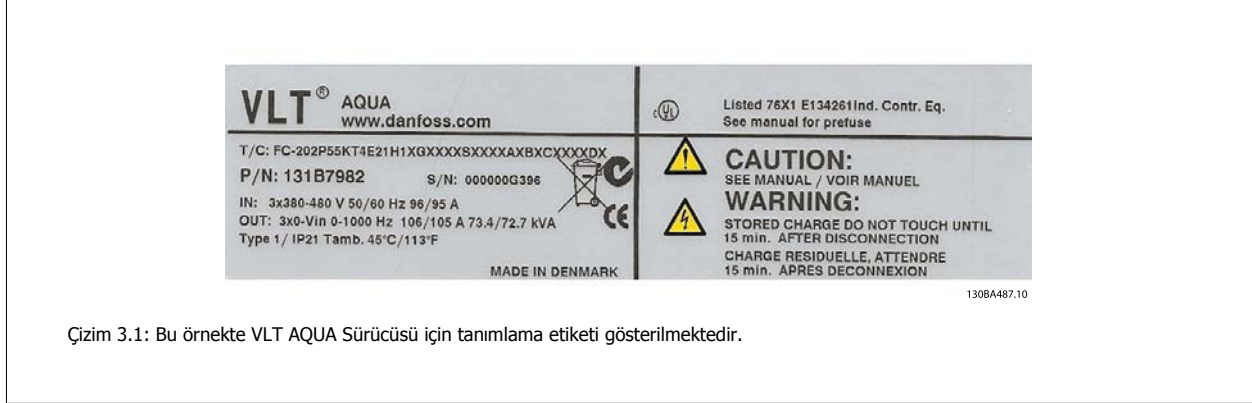 VLT® AQUA
www.danfoss.com
T/C: FC-202P55KT4E21H1XGXXXXSXXXXAXBXCXXXXDX
P/N: 131B7982 S/N: 000000G396
IN: 3x380-480 V 50/60 Hz 96/95 A
OUT: 3x0-Vin 0-1000 Hz 106/105 A 73.4/72.7 kVA
Type 1/ IP21 Tamb. 45°C/113°F
MADE IN DENMARK
c UL
Listed 76X1 E134261Ind. Contr. Eq.
See manual for prefuse
CAUTION:
SEE MANUAL / VOIR MANUEL
WARNING:
STORED CHARGE DO NOT TOUCH UNTIL
15 min. AFTER DISCONNECTION
CHARGE RESIDUELLE, ATTENDRE
15 min. APRES DECONNEXION
130BA487.10
Çizim 3.1: Bu örnekte VLT AQUA Sürücüsü için tanımlama etiketi gösterilmektedir.